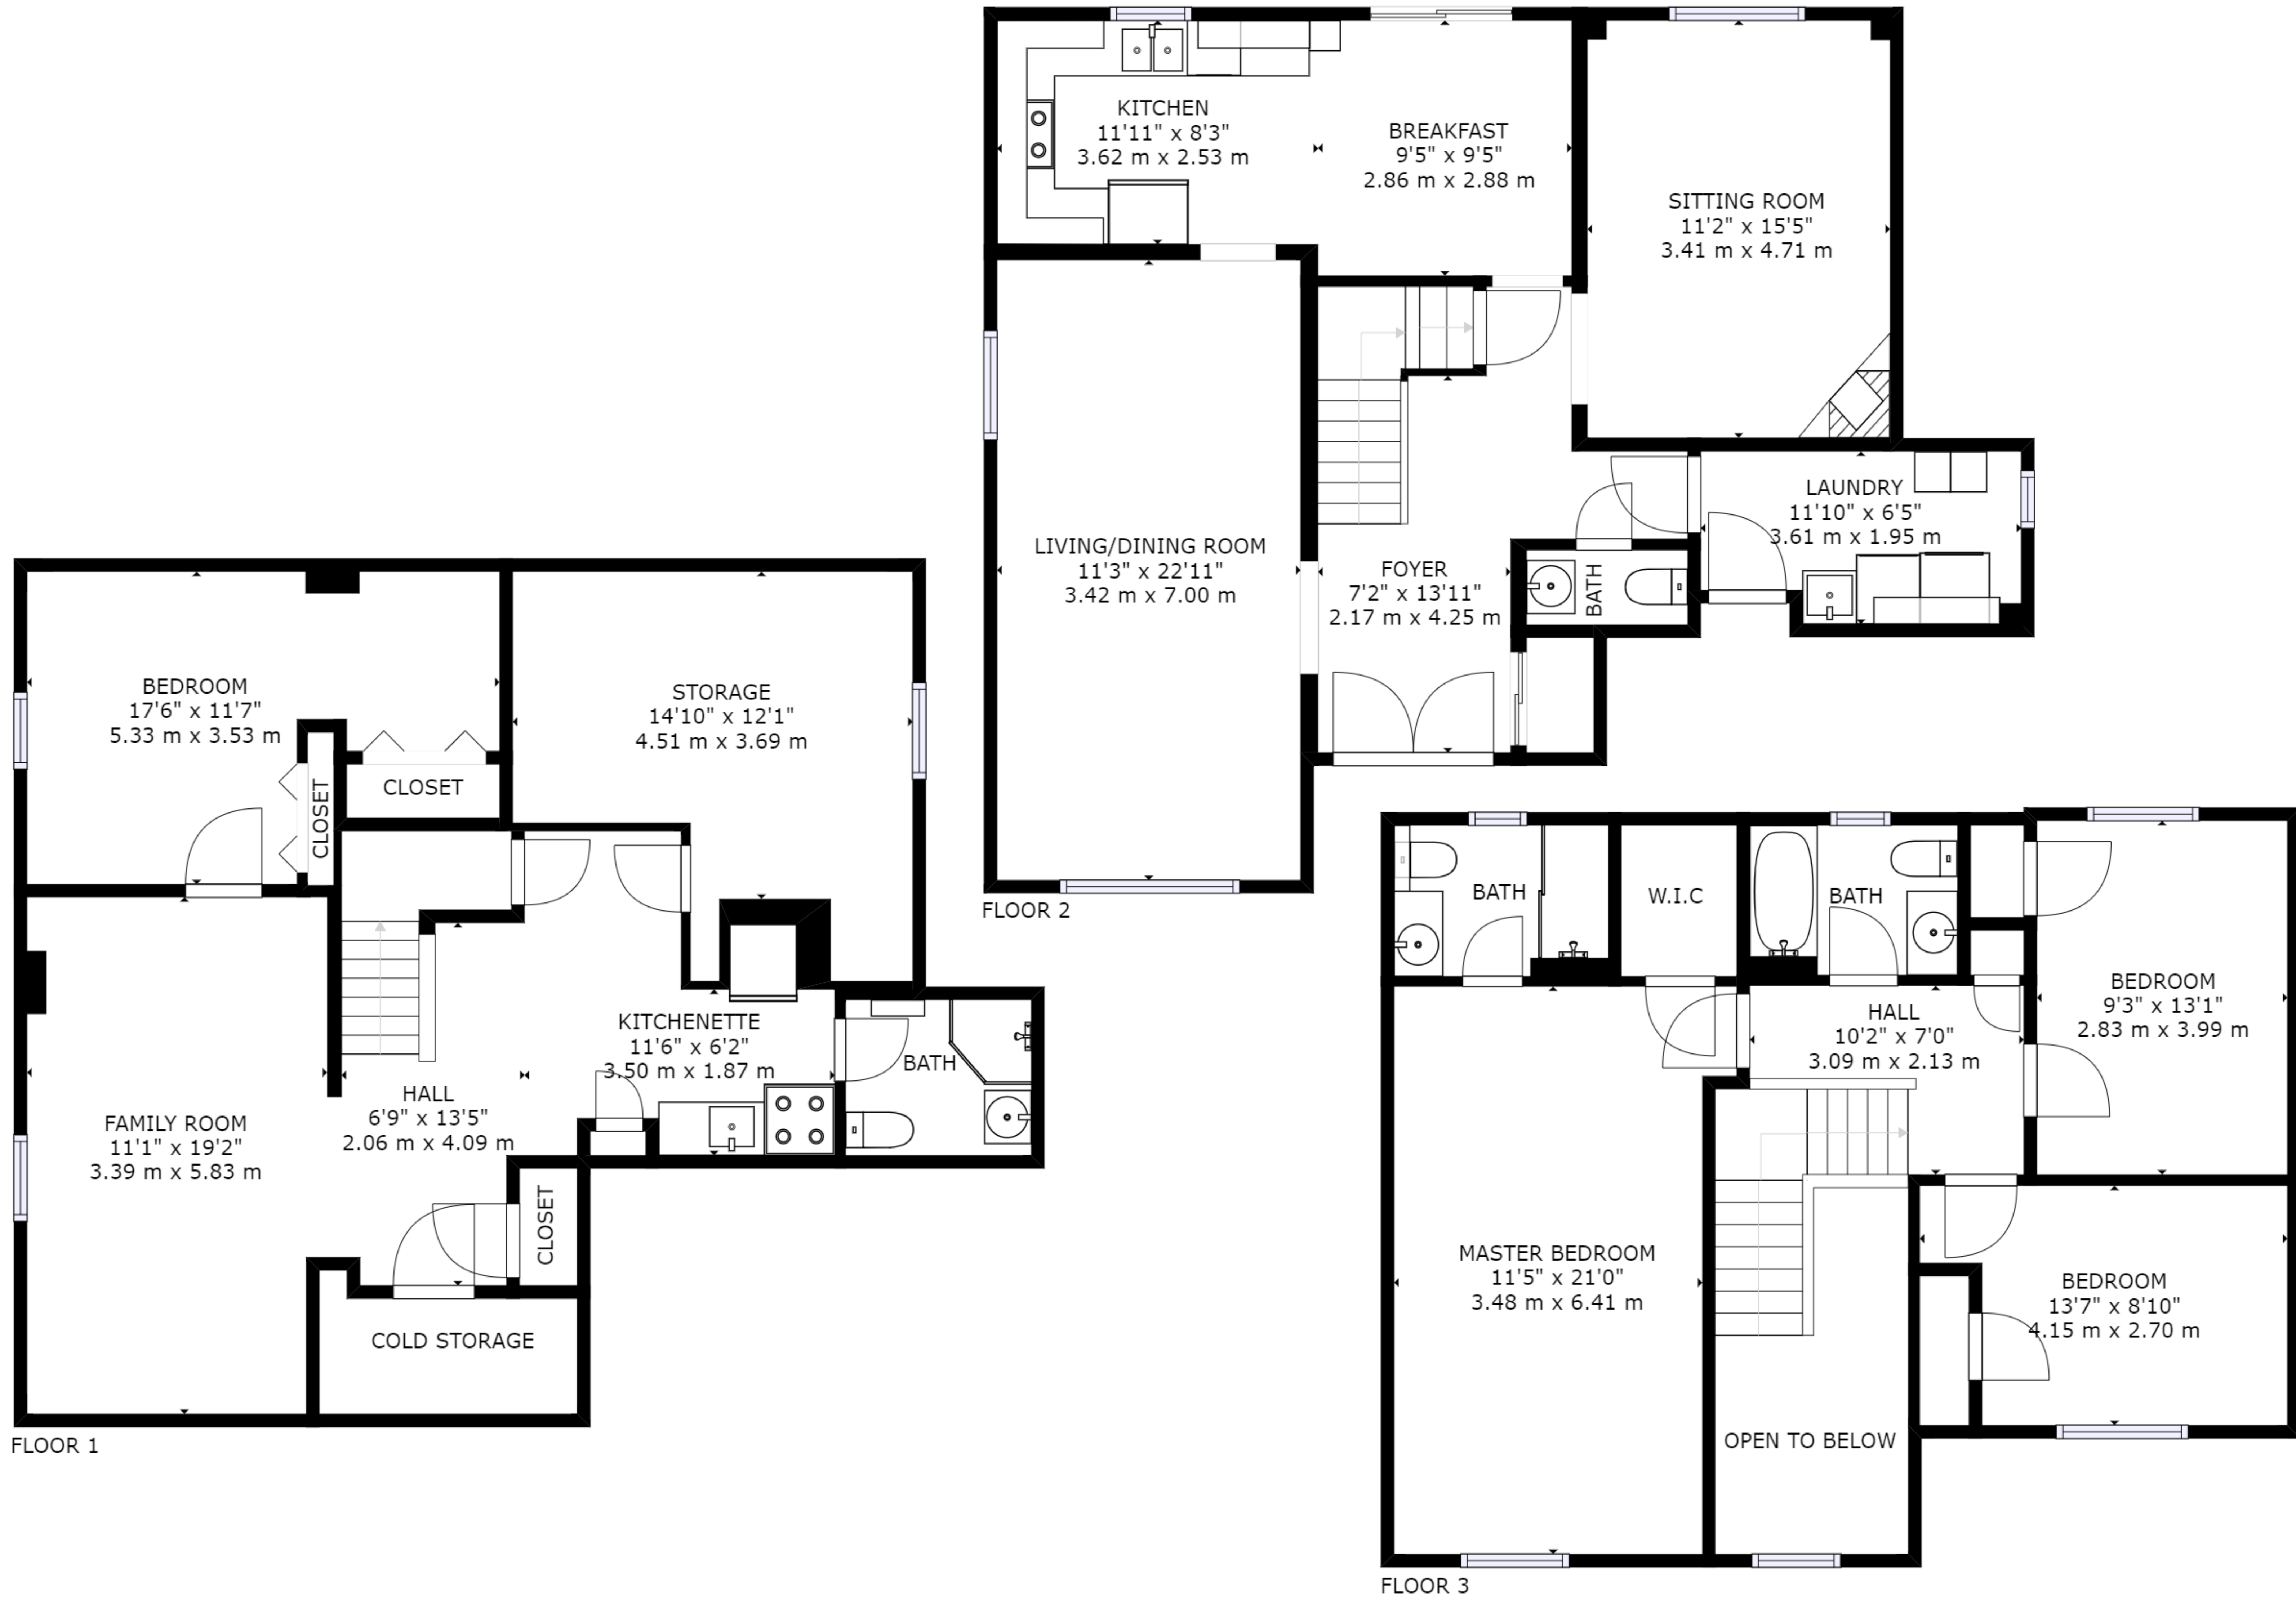 KITCHEN
11'11" x 8'3"
3.62 m x 2.53 m
BREAKFAST
9'5" x 9'5"
2.86 m x 2.88 m
SITTING ROOM
11'2" x 15'5"
3.41 m x 4.71 m
LIVING/DINING ROOM
11'3" x 22'11"
3.42 m x 7.00 m
FOYER
7'2" x 13'11"
2.17 m x 4.25 m
BATH
LAUNDRY
11'10" x 6'5"
3.61 m x 1.95 m
FLOOR 2
BEDROOM
17'6" x 11'7"
5.33 m x 3.53 m
CLOSET
CLOSET
STORAGE
14'10" x 12'1"
4.51 m x 3.69 m
KITCHENETTE
11'6" x 6'2"
3.50 m x 1.87 m
BATH
HALL
6'9" x 13'5"
2.06 m x 4.09 m
FAMILY ROOM
11'1" x 19'2"
3.39 m x 5.83 m
CLOSET
COLD STORAGE
FLOOR 1
BATH
W.I.C
BATH
BEDROOM
9'3" x 13'1"
2.83 m x 3.99 m
HALL
10'2" x 7'0"
3.09 m x 2.13 m
MASTER BEDROOM
11'5" x 21'0"
3.48 m x 6.41 m
BEDROOM
13'7" x 8'10"
4.15 m x 2.70 m
OPEN TO BELOW
FLOOR 3